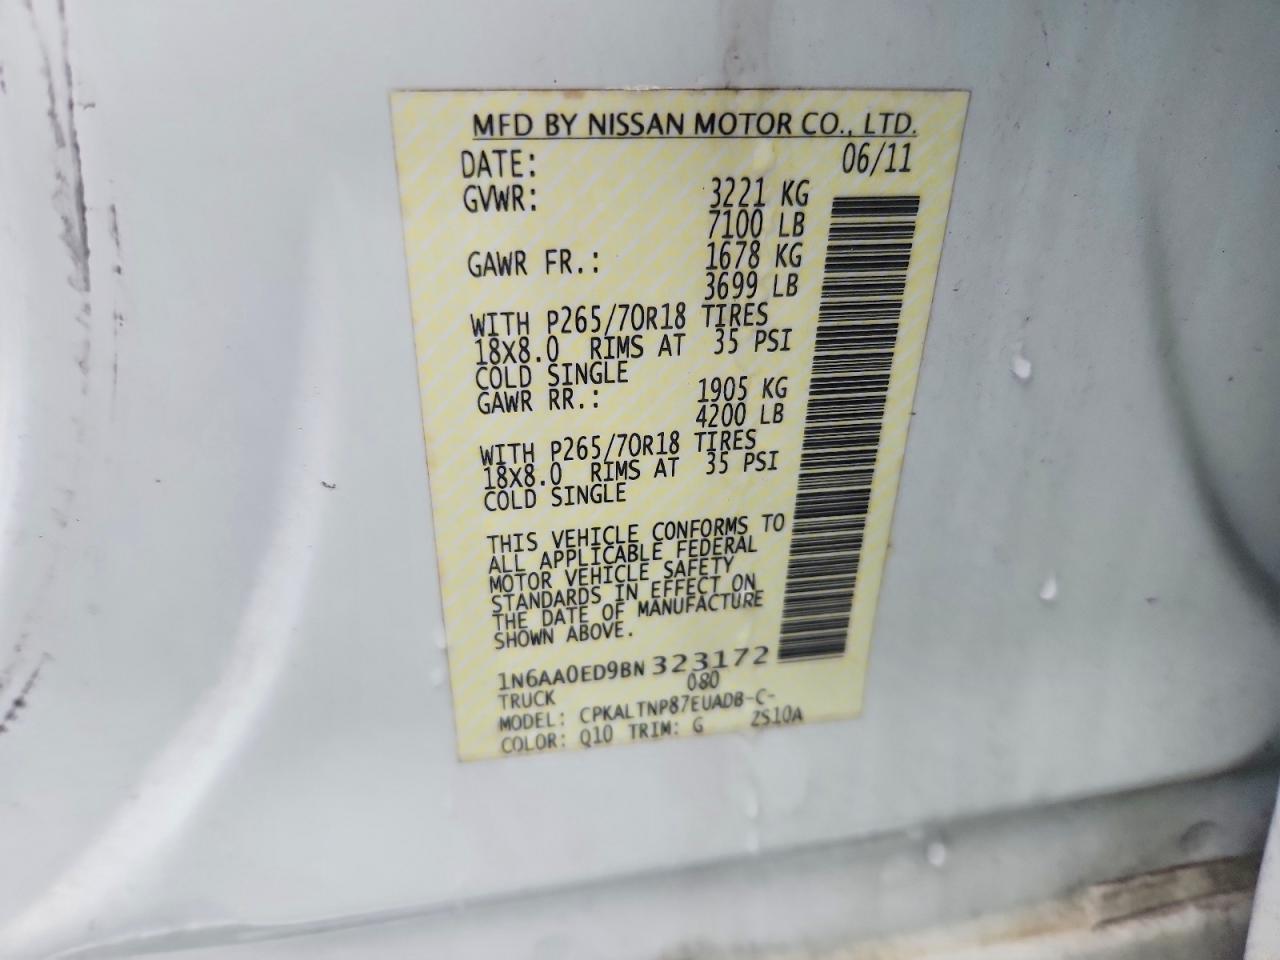 MFD BY NISSAN MOTOR CO., LTD.
DATE: 06/11
GVWR: 3221 KG
7100 LB
GAWR FR.: 1678 KG
3699 LB
WITH P265/70R18 TIRES
18X8.0 RIMS AT 35 PSI
COLD SINGLE
GAWR RR.: 1905 KG
4200 LB
WITH P265/70R18 TIRES
18X8.0 RIMS AT 35 PSI
COLD SINGLE
THIS VEHICLE CONFORMS TO
ALL APPLICABLE FEDERAL
MOTOR VEHICLE SAFETY
STANDARDS IN EFFECT ON
THE DATE OF MANUFACTURE
SHOWN ABOVE.
1N6AA0ED9BN 323172
TRUCK 080
MODEL: CPKALTNP87EUADB-C-
COLOR: Q10 TRIM: G ZS10A